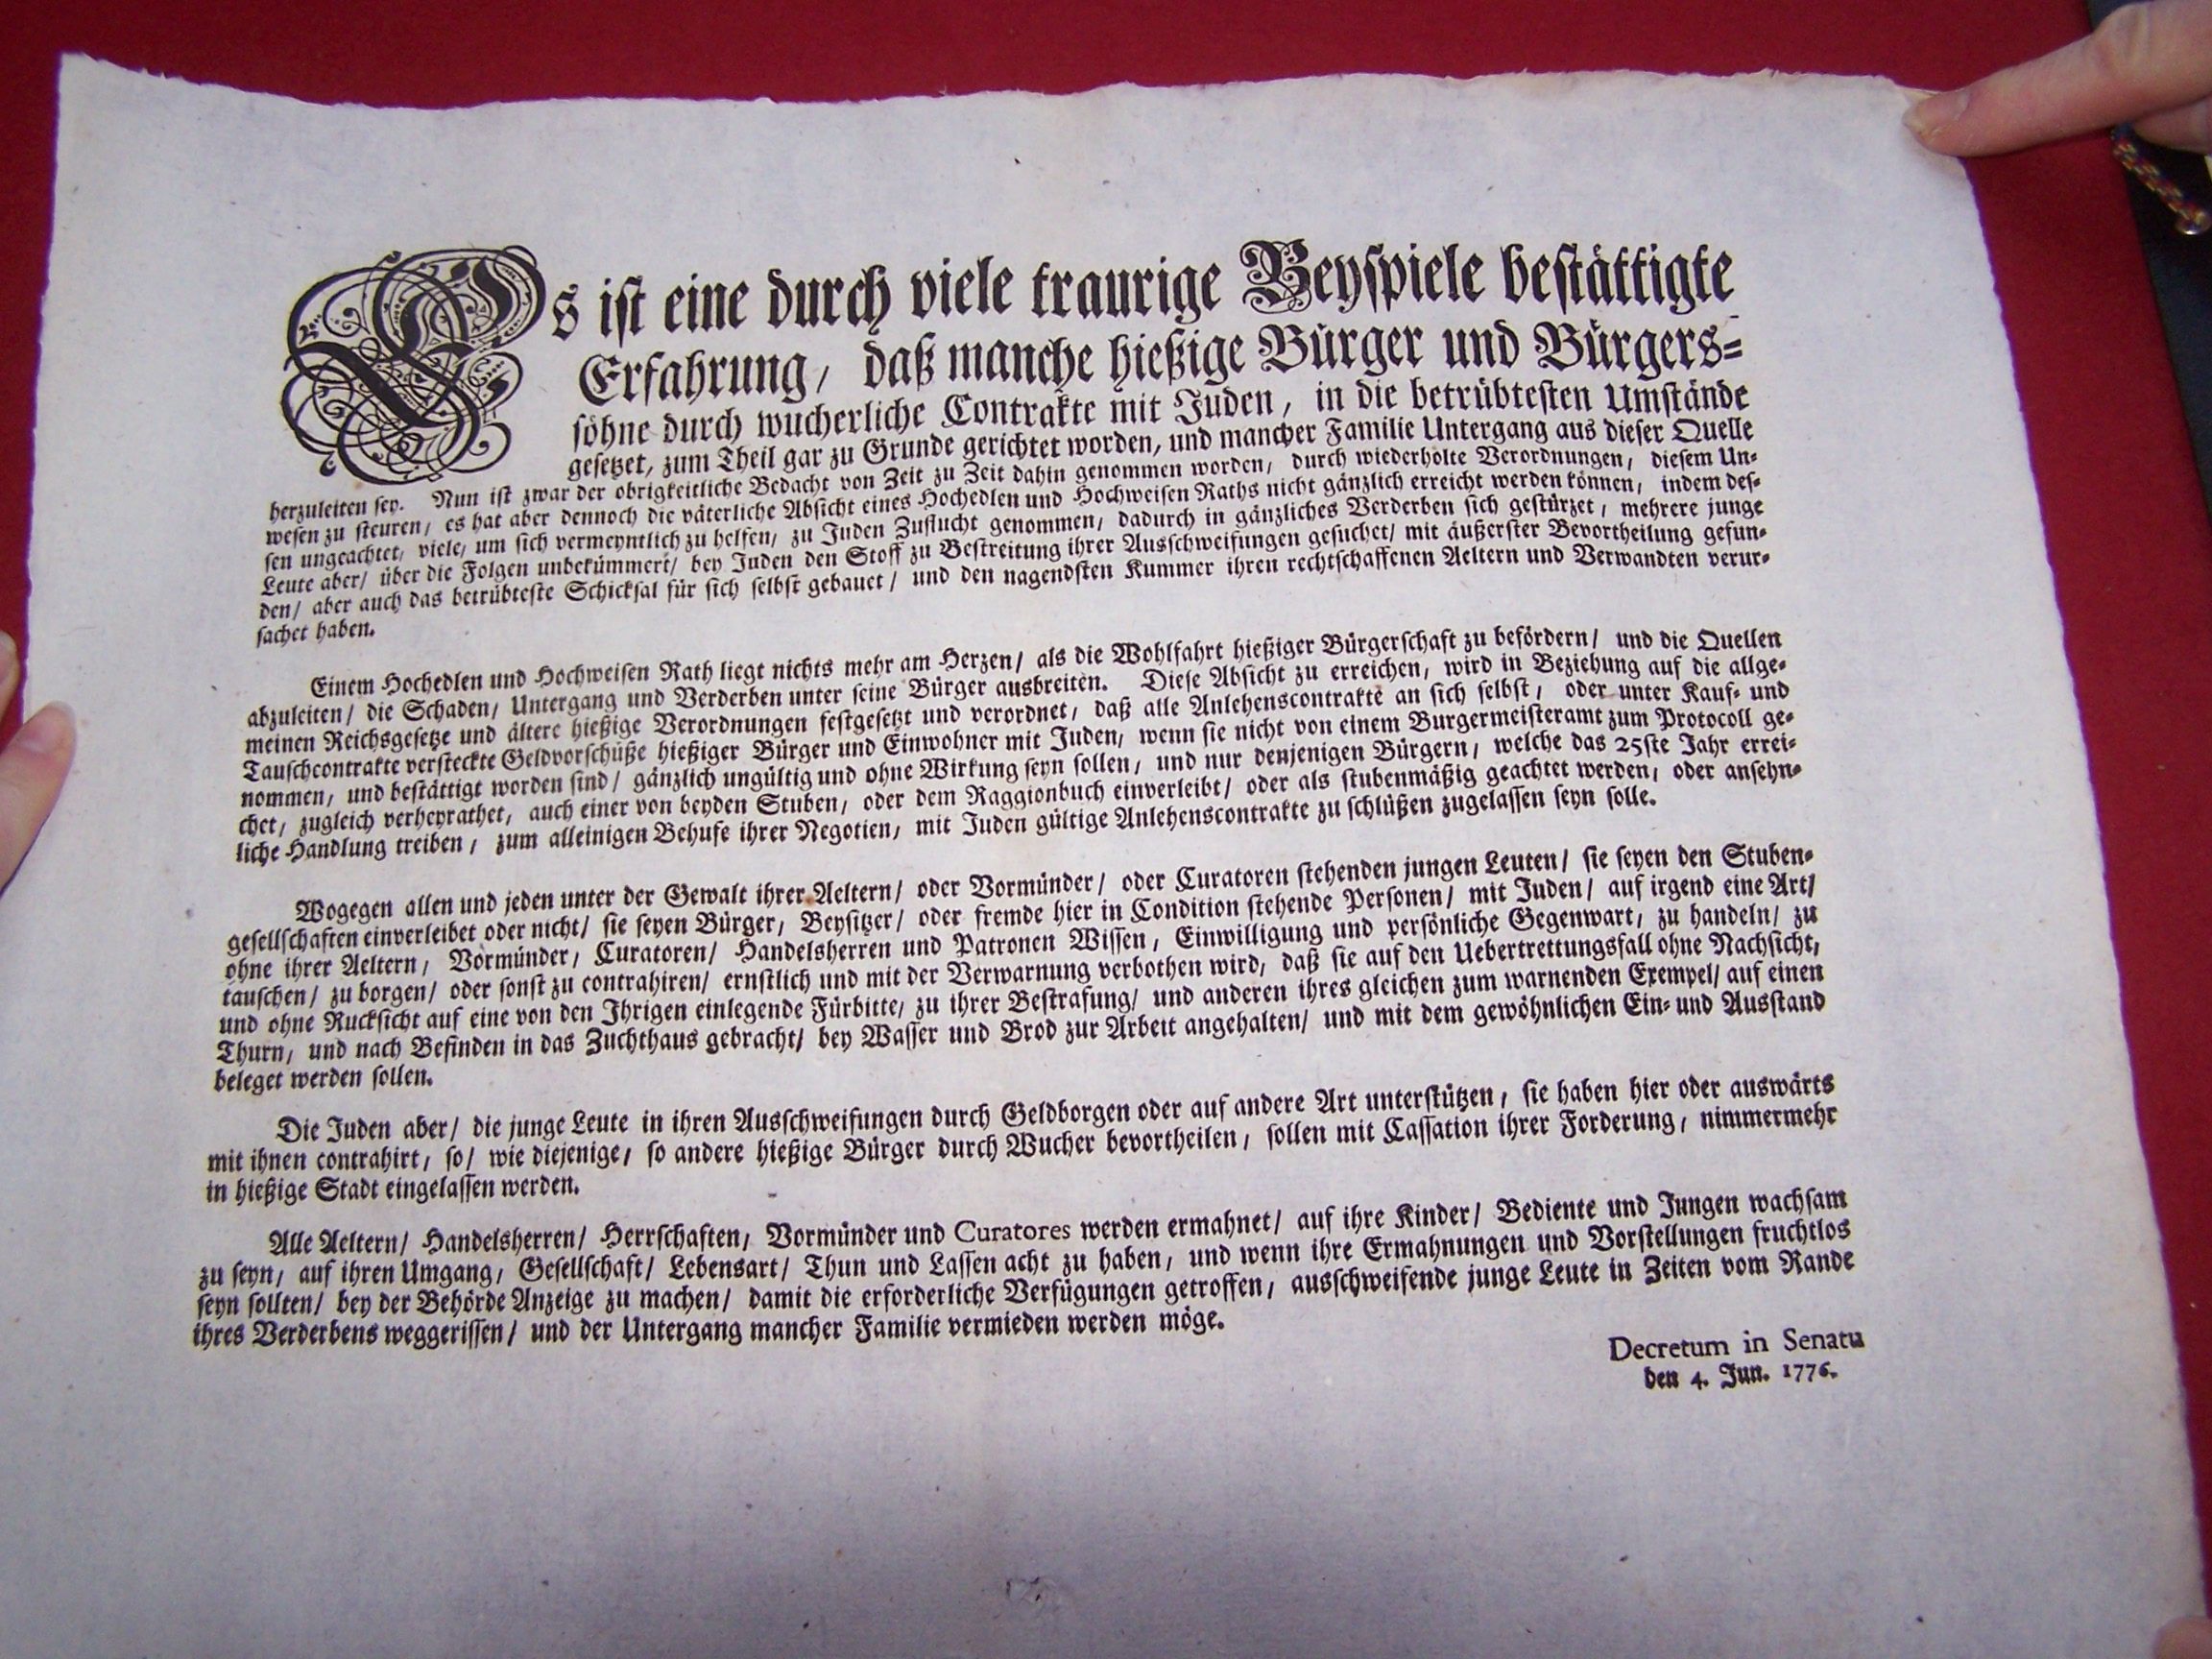 Es ist eine durch viele traurige Beyspiele bestättigte
Erfahrung, daß manche hießige Bürger und Bürgers=
söhne durch wucherliche Contrakte mit Juden, in die betrübtesten Umstände
gesetzet, zum Theil gar zu Grunde gerichtet worden, und mancher Familie Untergang aus dieser Quelle
herzuleiten sey. Nun ist zwar der obrigkeitliche Bedacht von Zeit zu Zeit dahin genommen worden/ durch wiederholte Verordnungen/ diesem Un=
wesen zu steuren/ es hat aber dennoch die väterliche Absicht eines Hochedlen und Hochweisen Raths nicht gänzlich erreicht werden können, indem des=
sen ungeachtet, viele, um sich vermeyntlich zu helfen, zu Juden Zuflucht genommen/ dadurch in gänzliches Verderben sich gestürzet, mehrere junge
Leute aber/ über die Folgen unbekümmert/ bey Juden den Stoff zu Bestreitung ihrer Ausschweifungen gesuchet/ mit äußerster Bevortheilung gefun=
den/ aber auch das betrübteste Schicksal für sich selbst gebauet/ und den nagendsten Kummer ihren rechtschaffenen Aeltern und Verwandten verur=
sachet haben.
Einem Hochedlen und Hochweisen Rath liegt nichts mehr am Herzen/ als die Wohlfahrt hießiger Bürgerschaft zu befördern/ und die Quellen
abzuleiten/ die Schaden/ Untergang und Verderben unter seine Bürger ausbreiten. Diese Absicht zu erreichen, wird in Beziehung auf die allge=
meinen Reichsgesetze und ältere hießige Verordnungen festgesetzt und verordnet, daß alle Anlehenscontrakte an sich selbst, oder unter Kauf= und
Tauschcontrakte versteckte Geldvorschüße hießiger Bürger und Einwohner mit Juden, wenn sie nicht von einem Burgermeisteramt zum Protocoll ge=
nommen, und bestättigt worden sind/ gänzlich ungültig und ohne Wirkung seyn sollen, und nur denjenigen Bürgern, welche das 25ste Jahr errei=
chet, zugleich verheyrathet, auch einer von beyden Stuben, oder dem Raggionbuch einverleibt/ oder als stubenmäßig geachtet werden, oder ansehn=
liche Handlung treiben, zum alleinigen Behufe ihrer Negotien, mit Juden gültige Anlehenscontrakte zu schlüßen zugelassen seyn solle.
Wogegen allen und jeden unter der Gewalt ihrer Aeltern/ oder Vormünder/ oder Curatoren stehenden jungen Leuten/ sie seyen den Stuben=
gesellschaften einverleibet oder nicht/ sie seyen Bürger, Beysitzer/ oder fremde hier in Condition stehende Personen/ mit Juden/ auf irgend eine Art/
ohne ihrer Aeltern, Vormünder, Curatoren/ Handelsherren und Patronen Wissen, Einwilligung und persönliche Gegenwart, zu handeln/ zu
tauschen/ zu borgen/ oder sonst zu contrahiren/ ernstlich und mit der Verwarnung verbothen wird, daß sie auf den Uebertrettungsfall ohne Nachsicht,
und ohne Rucksicht auf eine von den Ihrigen einlegende Fürbitte, zu ihrer Bestrafung/ und anderen ihres gleichen zum warnenden Exempel/ auf einen
Thurn, und nach Befinden in das Zuchthaus gebracht/ bey Wasser und Brod zur Arbeit angehalten/ und mit dem gewöhnlichen Ein= und Ausstand
beleget werden sollen.
Die Juden aber/ die junge Leute in ihren Ausschweifungen durch Geldborgen oder auf andere Art unterstützen, sie haben hier oder auswärts
mit ihnen contrahirt, so/ wie diejenige, so andere hießige Bürger durch Wucher bevortheilen, sollen mit Cassation ihrer Forderung, nimmermehr
in hießige Stadt eingelassen werden.
Alle Aeltern/ Handelsherren/ Herrschaften, Vormünder und Curatores werden ermahnet/ auf ihre Kinder/ Bediente und Jungen wachsam
zu seyn, auf ihren Umgang, Gesellschaft/ Lebensart/ Thun und Lassen acht zu haben, und wenn ihre Ermahnungen und Vorstellungen fruchtlos
seyn sollten/ bey der Behörde Anzeige zu machen/ damit die erforderliche Verfügungen getroffen, ausschweifende junge Leute in Zeiten vom Rande
ihres Verderbens weggerissen/ und der Untergang mancher Familie vermieden werden möge.
Decretum in Senatu
den 4. Jun. 1776.